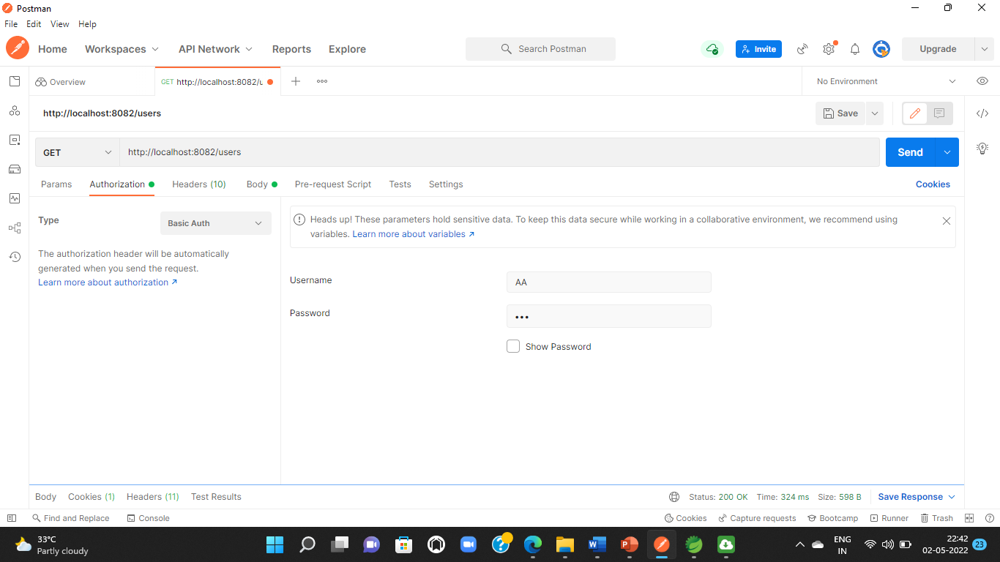 Postman
File Edit View Help
Home Workspaces API Network Reports Explore Search Postman Invite Upgrade
Overview GET http://localhost:8082/u No Environment
http://localhost:8082/users Save
GET http://localhost:8082/users Send
Params Authorization Headers (10) Body Pre-request Script Tests Settings Cookies
Type Basic Auth
The authorization header will be automatically
generated when you send the request.
Learn more about authorization ↗
Heads up! These parameters hold sensitive data. To keep this data secure while working in a collaborative environment, we recommend using
variables. Learn more about variables ↗
Username AA
Password •••
Show Password
Body Cookies (1) Headers (11) Test Results Status: 200 OK Time: 324 ms Size: 598 B Save Response
Find and Replace Console Cookies Capture requests Bootcamp Runner Trash
33°C
Partly cloudy
ENG
IN
22:42
02-05-2022
23